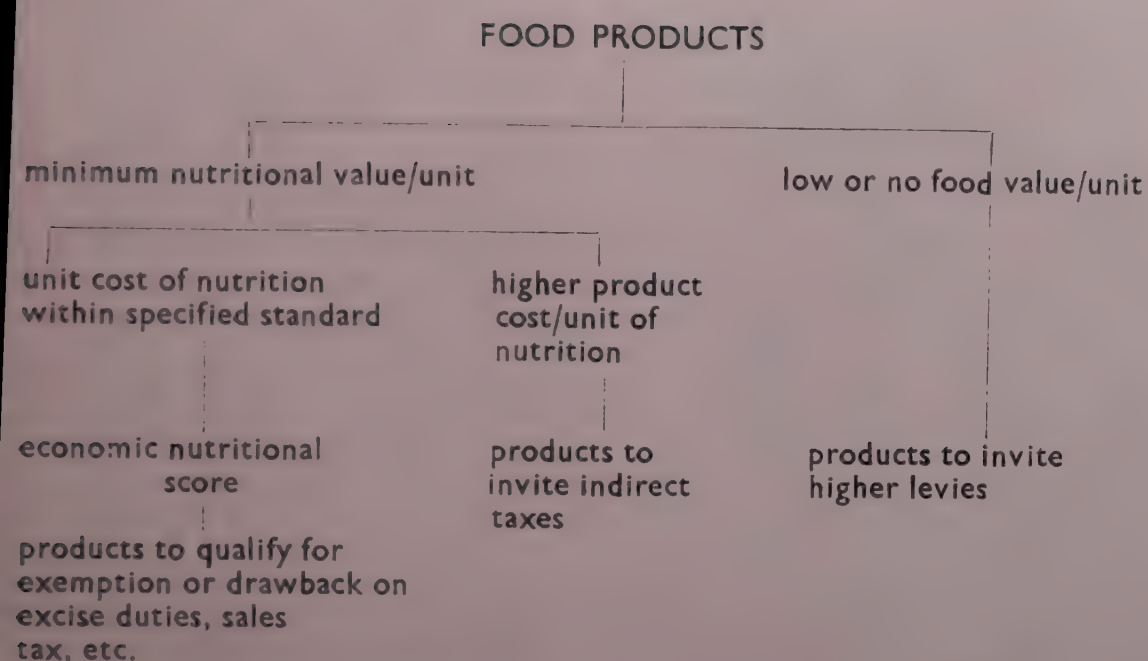 FOOD PRODUCTS
minimum nutritional value/unit
low or no food value/unit
unit cost of nutrition
within specified standard
higher product
cost/unit of
nutrition
economic nutritional
score
products to
invite indirect
taxes
products to invite
higher levies
products to qualify for
exemption or drawback on
excise duties, sales
tax, etc.